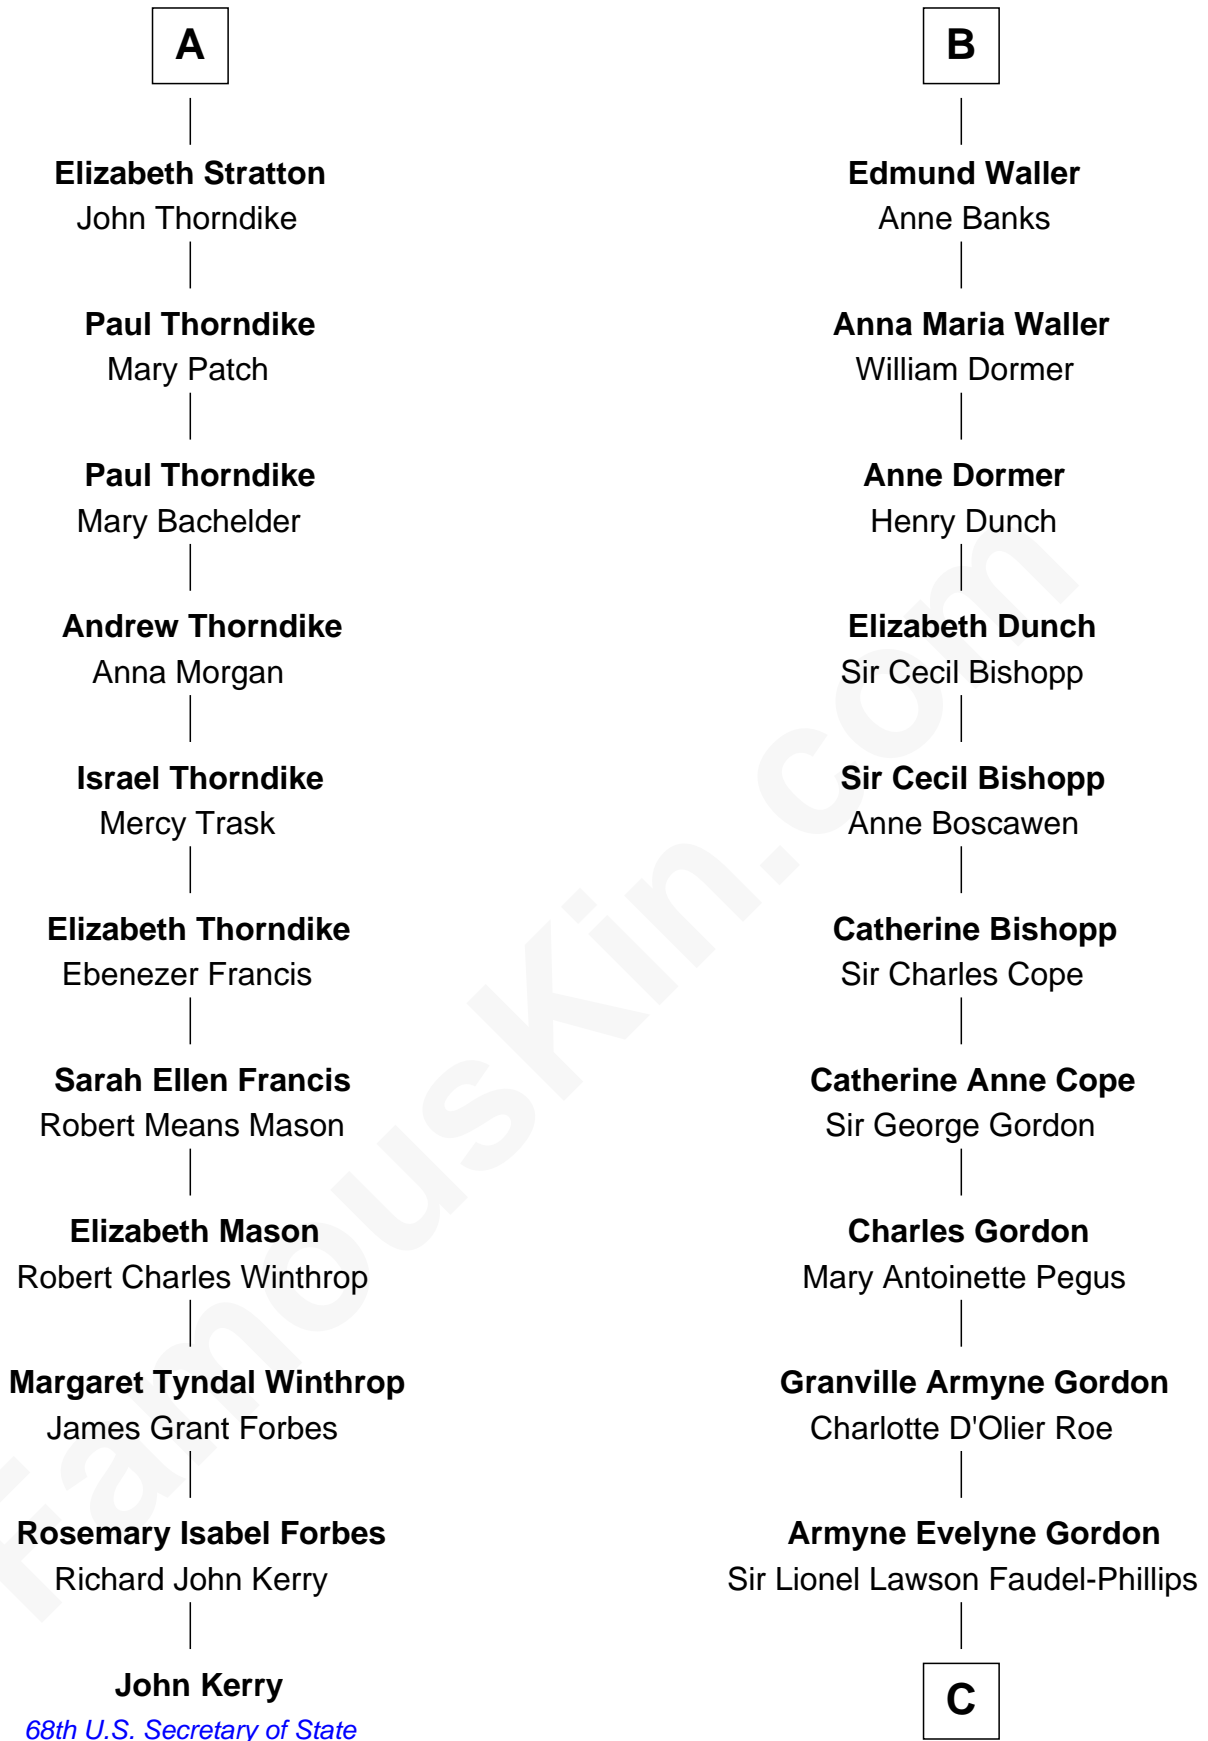 A
Elizabeth Stratton
John Thorndike
Paul Thorndike
Mary Patch
Paul Thorndike
Mary Bachelder
Andrew Thorndike
Anna Morgan
Israel Thorndike
Mercy Trask
Elizabeth Thorndike
Ebenezer Francis
Sarah Ellen Francis
Robert Means Mason
Elizabeth Mason
Robert Charles Winthrop
Margaret Tyndal Winthrop
James Grant Forbes
Rosemary Isabel Forbes
Richard John Kerry
John Kerry
68th U.S. Secretary of State
B
Edmund Waller
Anne Banks
Anna Maria Waller
William Dormer
Anne Dormer
Henry Dunch
Elizabeth Dunch
Sir Cecil Bishopp
Sir Cecil Bishopp
Anne Boscawen
Catherine Bishopp
Sir Charles Cope
Catherine Anne Cope
Sir George Gordon
Charles Gordon
Mary Antoinette Pegus
Granville Armyne Gordon
Charlotte D'Olier Roe
Armyne Evelyne Gordon
Sir Lionel Lawson Faudel-Phillips
C
FamousKin.com